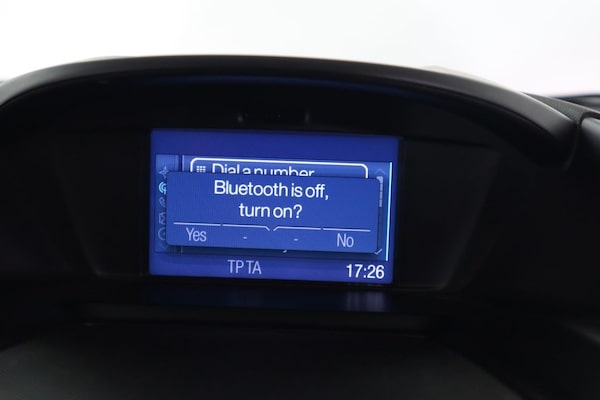 Dial a number
Bluetooth is off,
turn on?
Yes - - No
TP TA 17:26